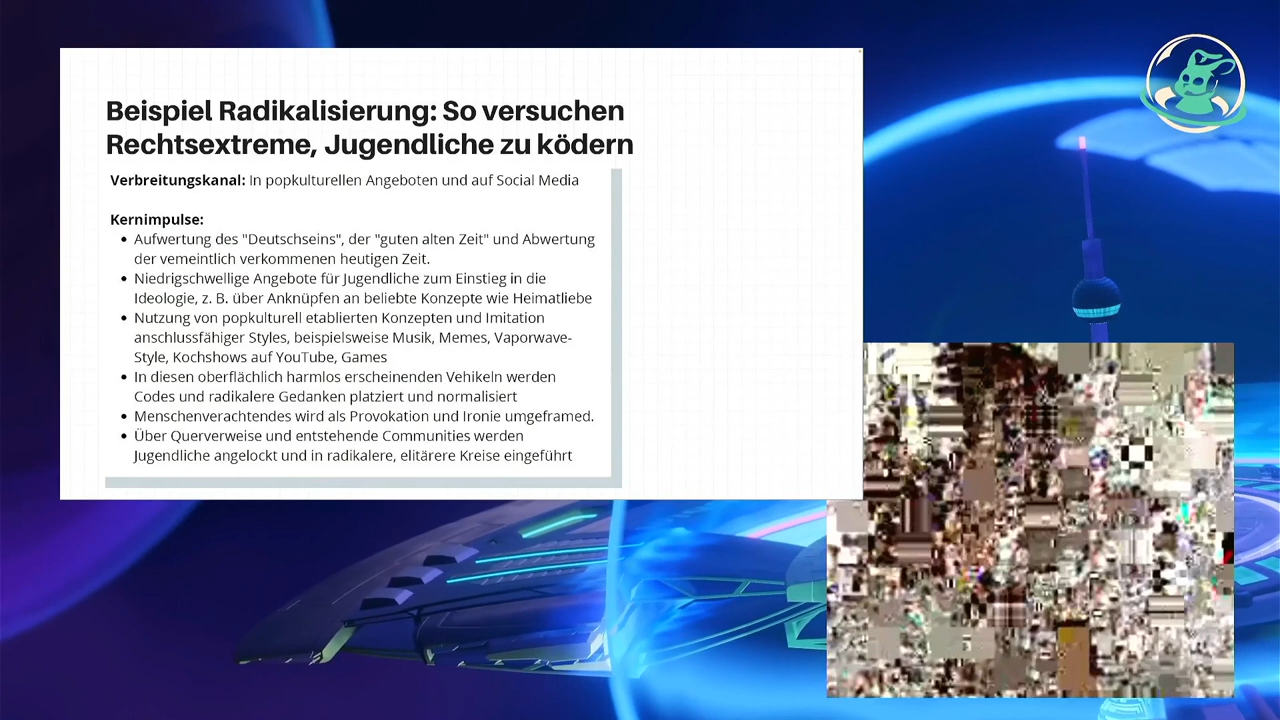 Beispiel Radikalisierung: So versuchen
Rechtsextreme, Jugendliche zu ködern
Verbreitungskanal: In popkulturellen Angeboten und auf Social Media
Kernimpulse:
• Aufwertung des "Deutschseins", der "guten alten Zeit" und Abwertung
der vemeintlich verkommenen heutigen Zeit.
• Niedrigschwellige Angebote für Jugendliche zum Einstieg in die
Ideologie, z. B. über Anknüpfen an beliebte Konzepte wie Heimatliebe
• Nutzung von popkulturell etablierten Konzepten und Imitation
anschlussfähiger Styles, beispielsweise Musik, Memes, Vaporwave-
Style, Kochshows auf YouTube, Games
• In diesen oberflächlich harmlos erscheinenden Vehikeln werden
Codes und radikalere Gedanken platziert und normalisiert
• Menschenverachtendes wird als Provokation und Ironie umgeframed.
• Über Querverweise und entstehende Communities werden
Jugendliche angelockt und in radikalere, elitärere Kreise eingeführt